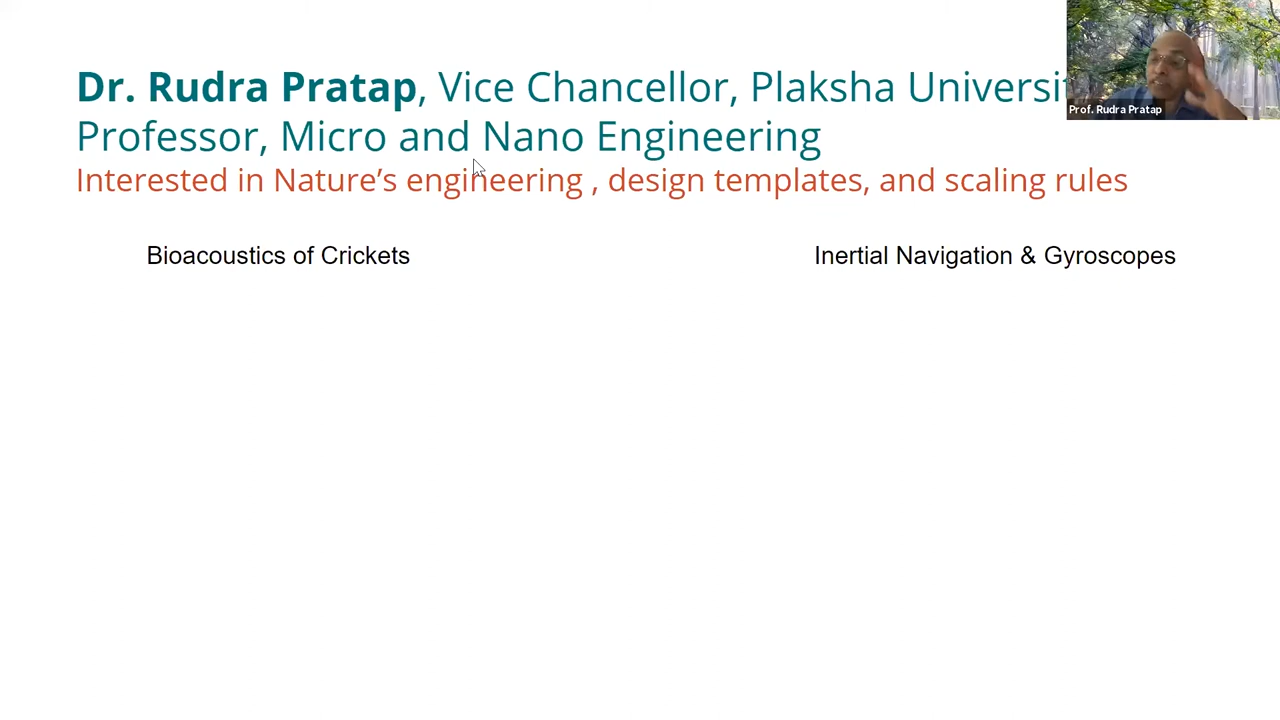 Dr. Rudra Pratap, Vice Chancellor, Plaksha Universit
Professor, Micro and Nano Engineering
Interested in Nature's engineering , design templates, and scaling rules
Prof. Rudra Pratap
Bioacoustics of Crickets
Inertial Navigation & Gyroscopes